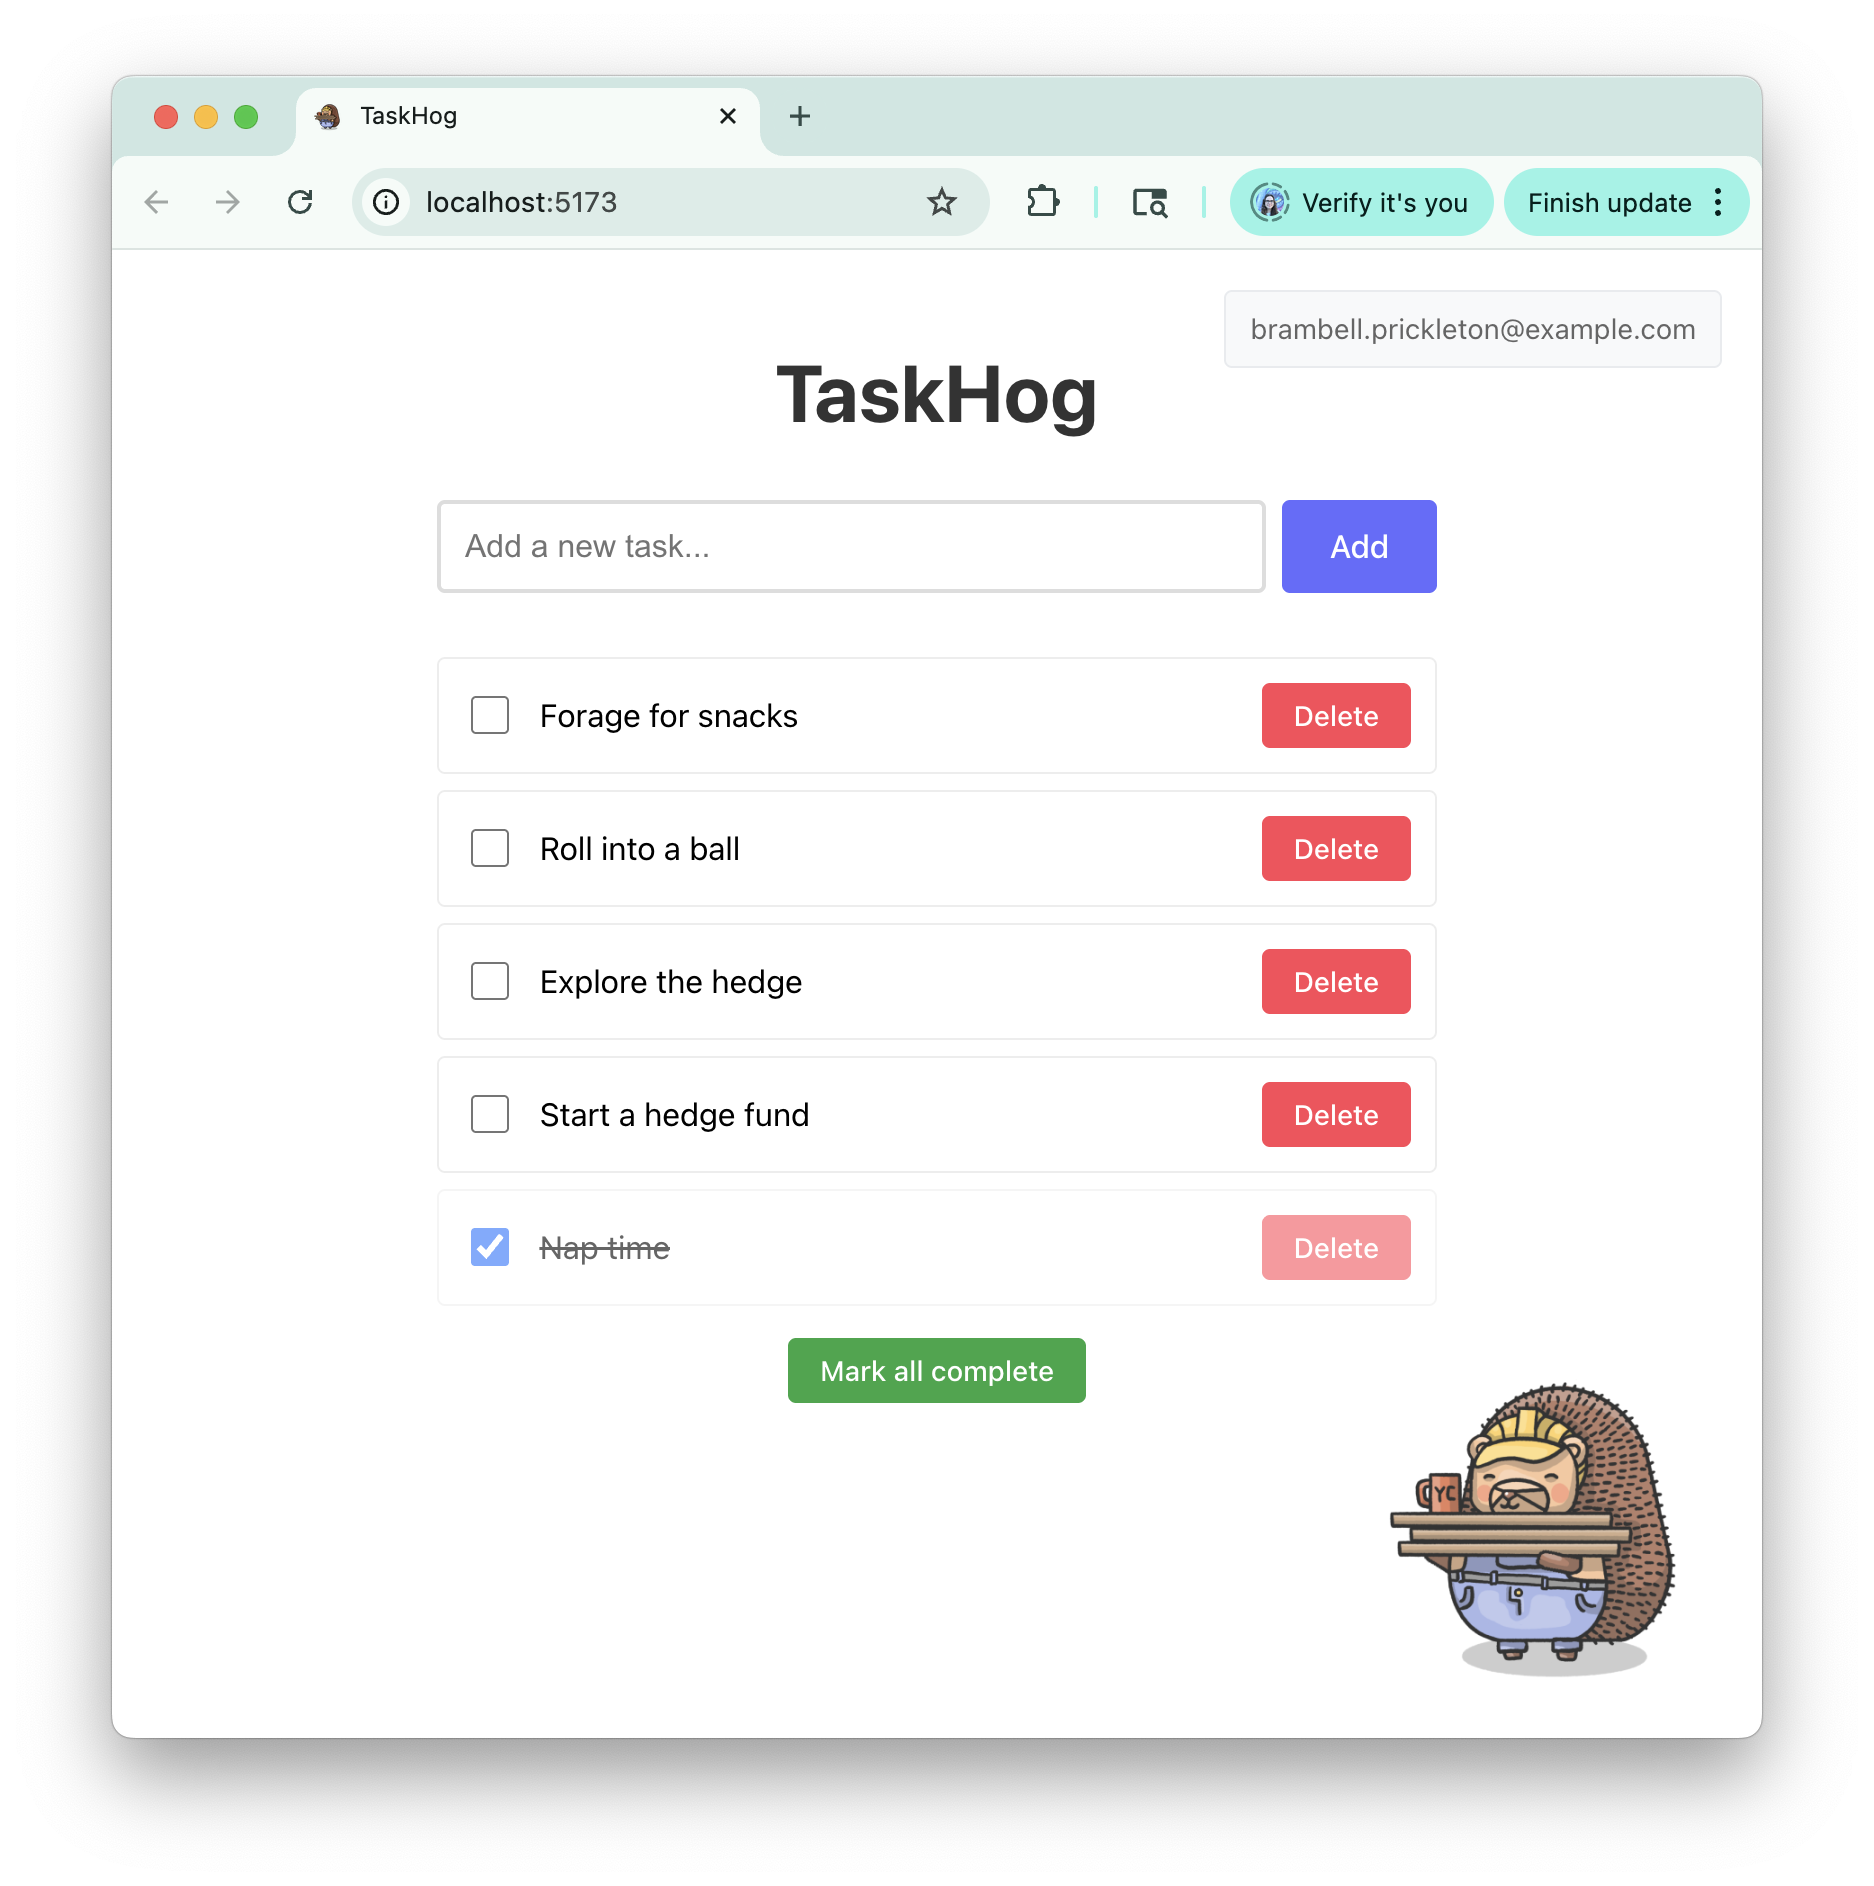 TaskHog
localhost:5173
Verify it's you
Finish update
brambell.prickleton@example.com
TaskHog
Add a new task...
Add
Forage for snacks
Delete
Roll into a ball
Delete
Explore the hedge
Delete
Start a hedge fund
Delete
Nap time
Delete
Mark all complete
YC